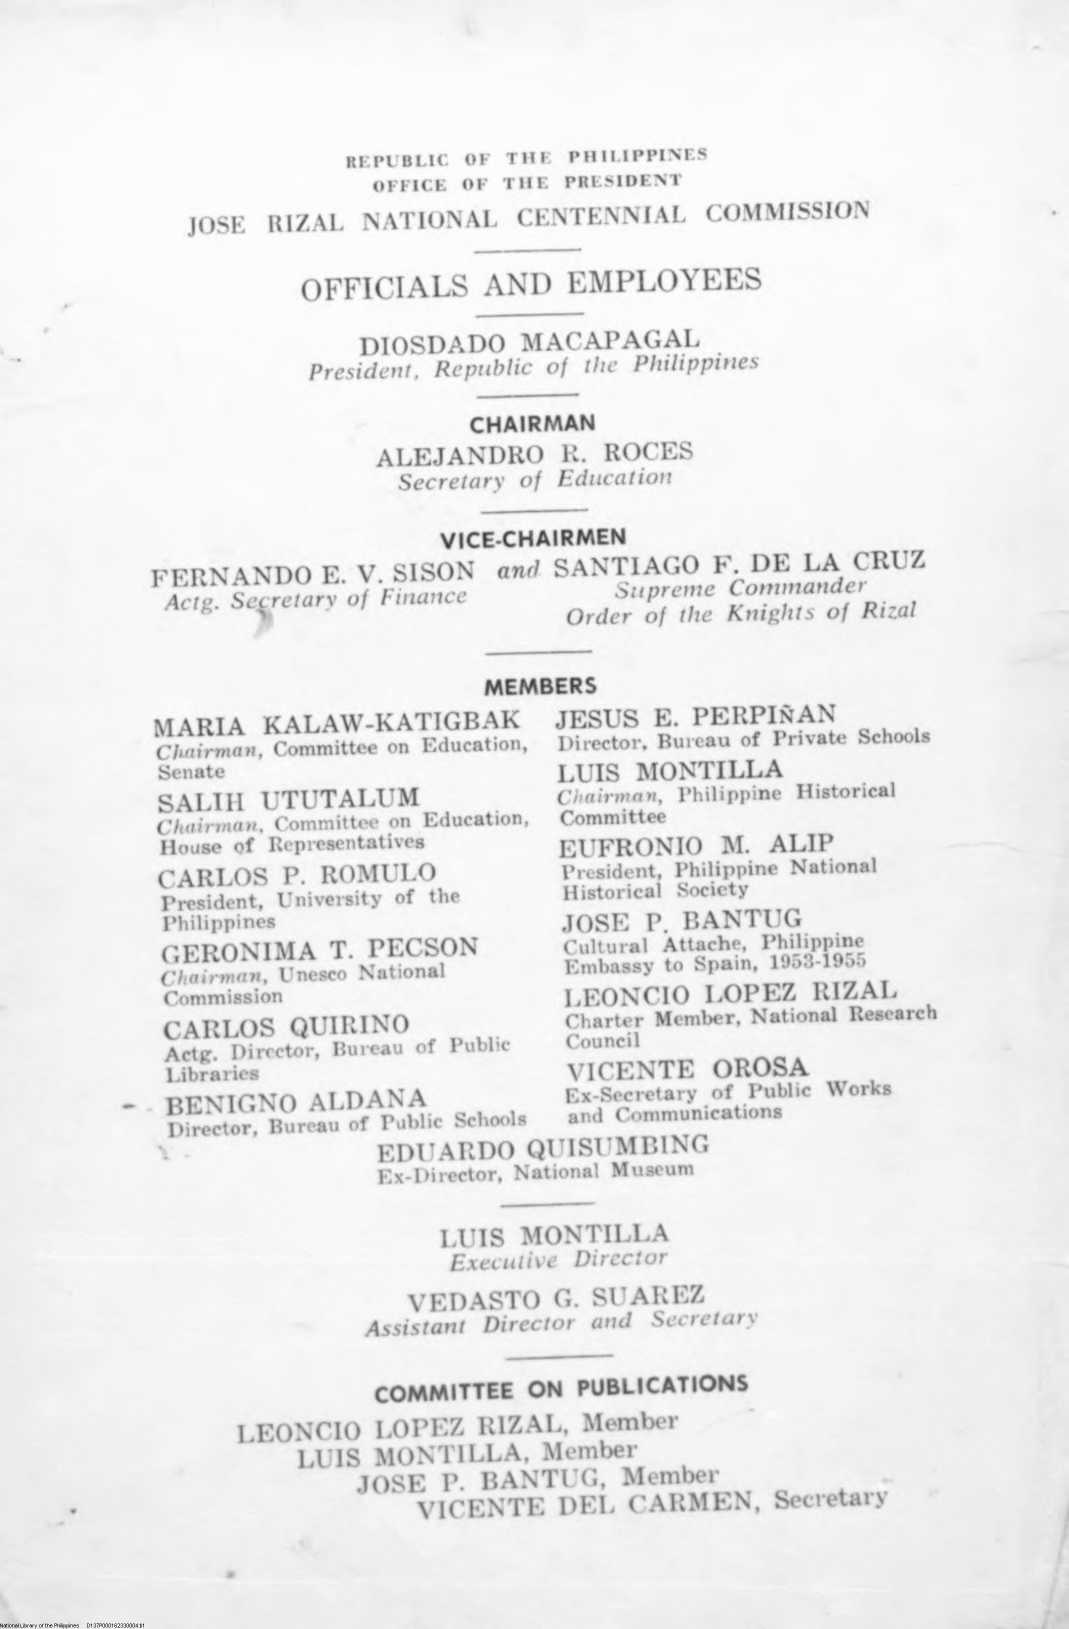 REPUBLIC OF THE PHILIPPINES
OFFICE OF THE PRESIDENT
JOSE RIZAL NATIONAL CENTENNIAL COMMISSION
OFFICIALS AND EMPLOYEES
DIOSDADO MACAPAGAL
President, Republic of the Philippines
CHAIRMAN
ALEJANDRO R. ROCES
Secretary of Education
VICE-CHAIRMEN
FERNANDO E. V. SISON and SANTIAGO F. DE LA CRUZ
Actg. Secretary of Finance
Supreme Commander
Order of the Knights of Rizal
MEMBERS
MARIA KALAW-KATIGBAK
Chairman, Committee on Education,
Senate
SALIH UTUTALUM
Chairman, Committee on Education,
House of Representatives
CARLOS P. ROMULO
President, University of the
Philippines
GERONIMA T. PECSON
Chairman, Unesco National
Commission
CARLOS QUIRINO
Actg. Director, Bureau of Public
Libraries
BENIGNO ALDANA
Director, Bureau of Public Schools
JESUS E. PERPIÑAN
Director, Bureau of Private Schools
LUIS MONTILLA
Chairman, Philippine Historical
Committee
EUFRONIO M. ALIP
President, Philippine National
Historical Society
JOSE P. BANTUG
Cultural Attache, Philippine
Embassy to Spain, 1953-1955
LEONCIO LOPEZ RIZAL
Charter Member, National Research
Council
VICENTE OROSA
Ex-Secretary of Public Works
and Communications
EDUARDO QUISUMBING
Ex-Director, National Museum
LUIS MONTILLA
Executive Director
VEDASTO G. SUAREZ
Assistant Director and Secretary
COMMITTEE ON PUBLICATIONS
LEONCIO LOPEZ RIZAL, Member
LUIS MONTILLA, Member
JOSE P. BANTUG, Member
VICENTE DEL CARMEN, Secretary
National Library of the Philippines